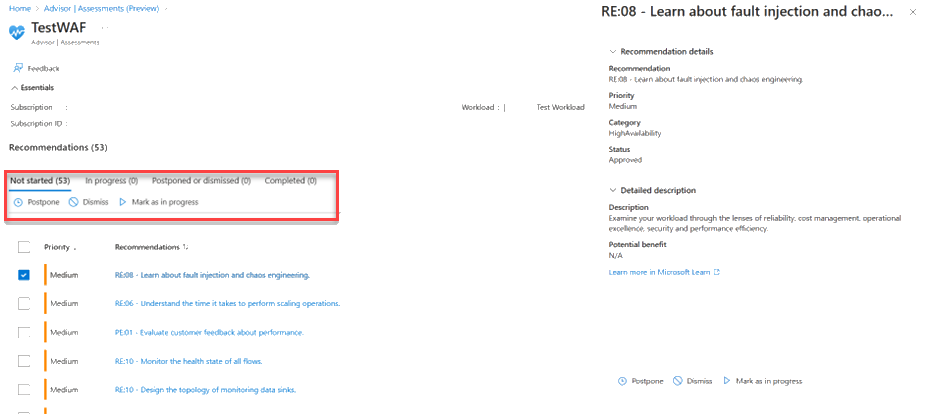 Home > Advisor | Assessments (Preview) >
TestWAF ...
Advisor | Assessments
Feedback
Essentials
Subscription :
Subscription ID :
Workload : | Test Workload
Recommendations (53)
Not started (53) In progress (0) Postponed or dismissed (0) Completed (0)
Postpone Dismiss Mark as in progress
Priority Recommendations
Medium RE:08 - Learn about fault injection and chaos engineering.
Medium RE:06 - Understand the time it takes to perform scaling operations.
Medium PE:01 - Evaluate customer feedback about performance.
Medium RE:10 - Monitor the health state of all flows.
Medium RE:10 - Design the topology of monitoring data sinks.
RE:08 - Learn about fault injection and chao...
Recommendation details
Recommendation
RE:08 - Learn about fault injection and chaos engineering.
Priority
Medium
Category
HighAvailability
Status
Approved
Detailed description
Description
Examine your workload through the lenses of reliability, cost management, operational
excellence, security and performance efficiency.
Potential benefit
N/A
Learn more in Microsoft Learn
Postpone Dismiss Mark as in progress